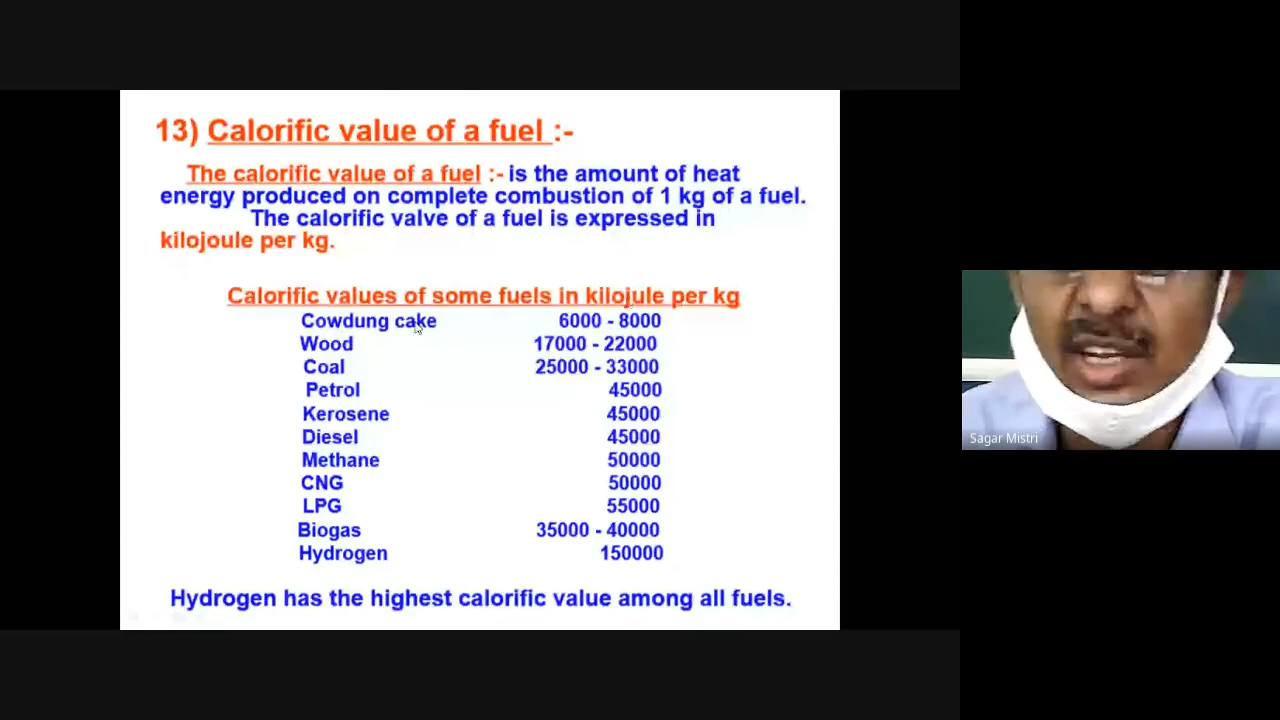 13) Calorific value of a fuel :-
The calorific value of a fuel :- is the amount of heat
energy produced on complete combustion of 1 kg of a fuel.
The calorific valve of a fuel is expressed in
kilojoule per kg.
Calorific values of some fuels in kilojule per kg
Cowdung cake 6000 - 8000
Wood 17000 - 22000
Coal 25000 - 33000
Petrol 45000
Kerosene 45000
Diesel 45000
Methane 50000
CNG 50000
LPG 55000
Biogas 35000 - 40000
Hydrogen 150000
Hydrogen has the highest calorific value among all fuels.
Sagar Mistri